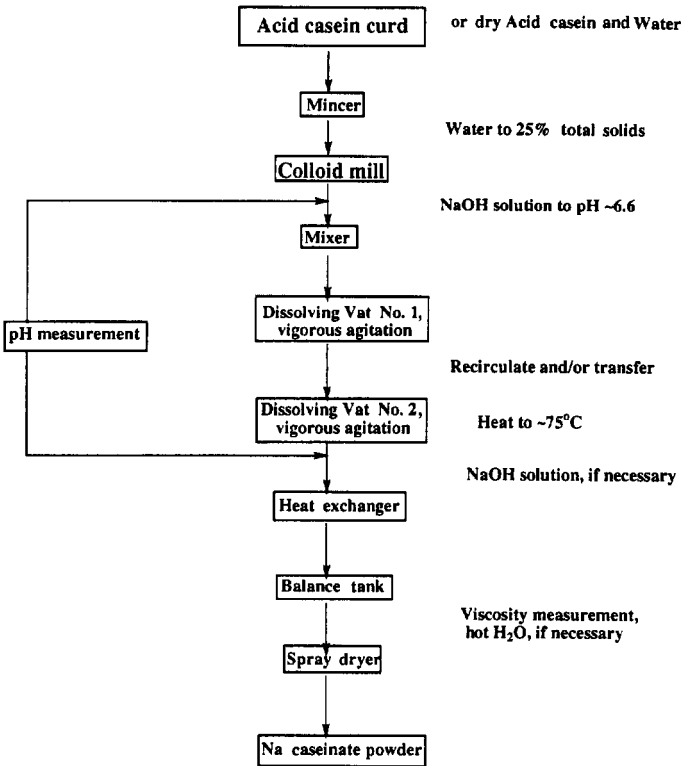 Acid casein curd
or dry Acid casein and Water
Mincer
Water to 25% total solids
Colloid mill
NaOH solution to pH ~6.6
Mixer
Dissolving Vat No. 1,
vigorous agitation
pH measurement
Recirculate and/or transfer
Dissolving Vat No. 2,
vigorous agitation
Heat to ~75°C
NaOH solution, if necessary
Heat exchanger
Balance tank
Viscosity measurement,
hot H₂O, if necessary
Spray dryer
Na caseinate powder